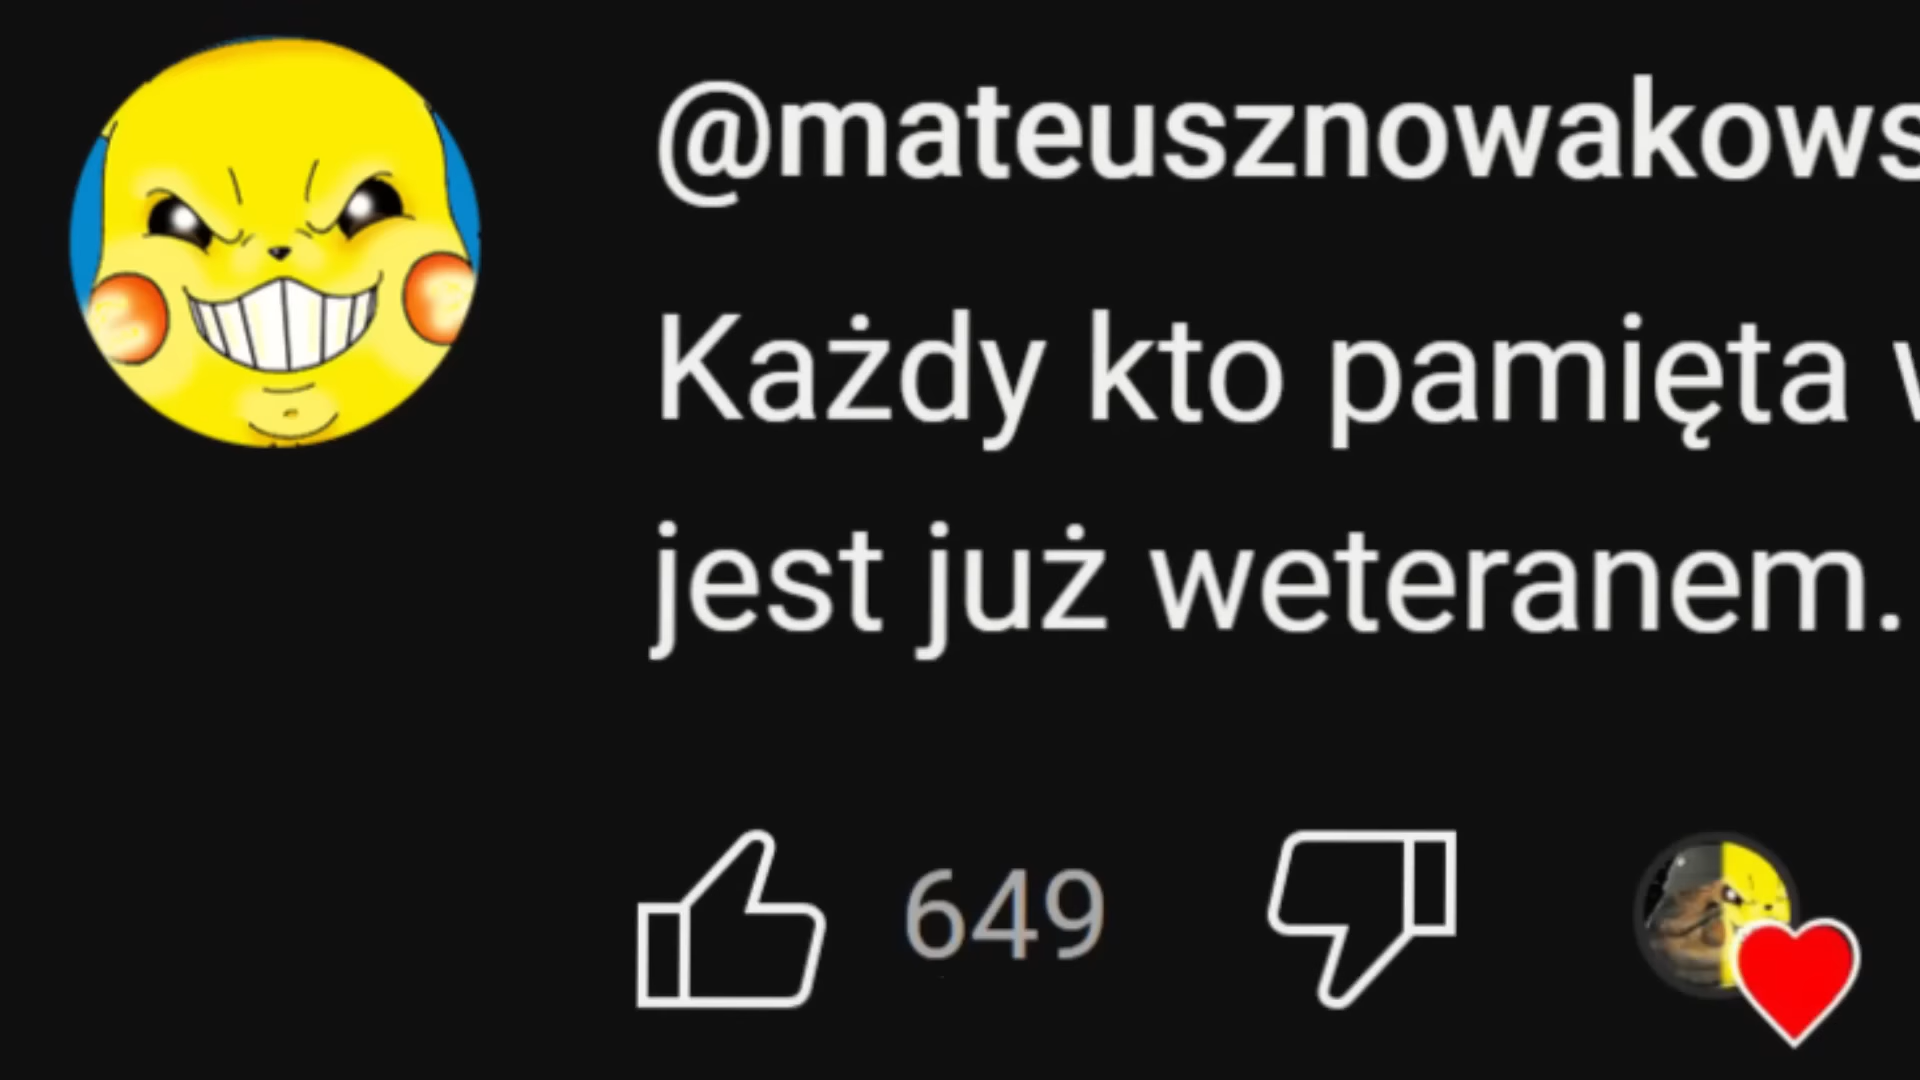 @mateusznowakows
Każdy kto pamięta
jest już weteranem.
649